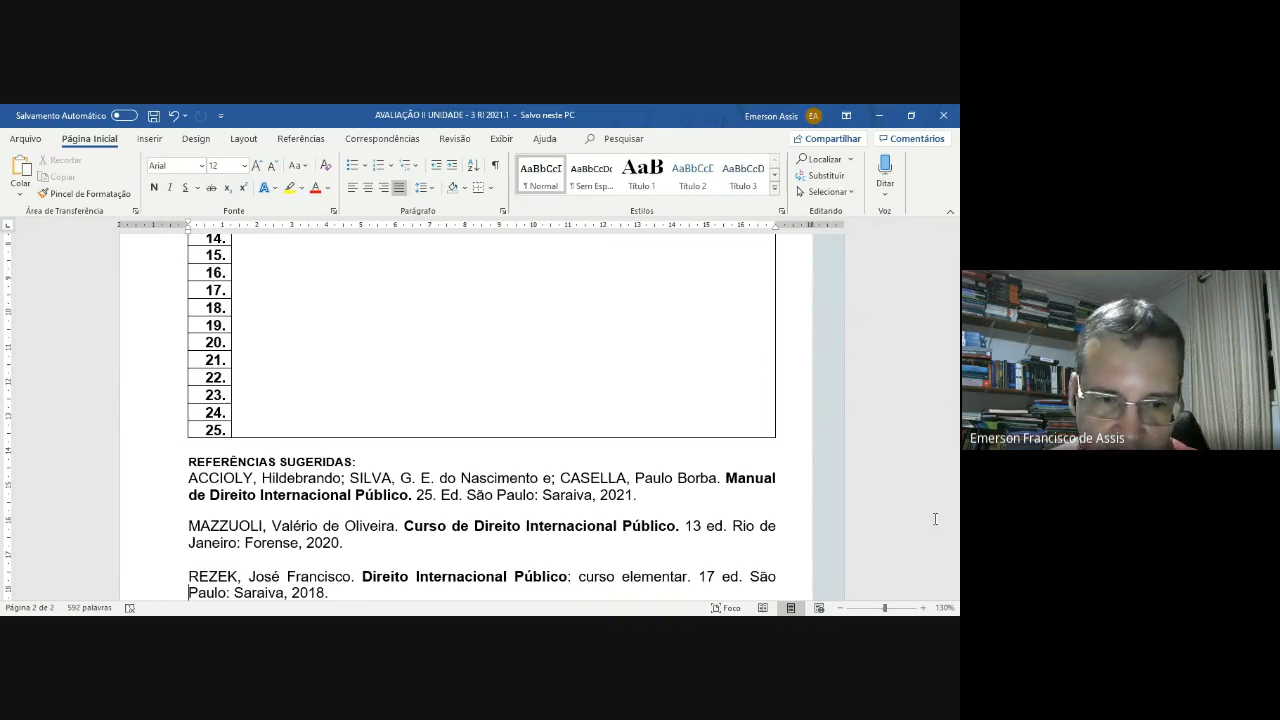 Salvamento Automático
AVALIAÇÃO II UNIDADE - 3 RI 2021.1 - Salvo neste PC
Emerson Assis EA
Arquivo Página Inicial Inserir Design Layout Referências Correspondências Revisão Exibir Ajuda Pesquisar Compartilhar Comentários
Colar
Recortar
Copiar
Pincel de Formatação
Área de Transferência
Arial 12
N I S
Fonte
Parágrafo
AaBbCcI AaBbCcDc AaB AaBbCcE AaBbCcD
¶ Normal ¶ Sem Esp... Título 1 Título 2 Título 3
Estilos
Localizar
Substituir
Selecionar
Editando
Ditar
Voz
14.
15.
16.
17.
18.
19.
20.
21.
22.
23.
24.
25.
REFERÊNCIAS SUGERIDAS:
ACCIOLY, Hildebrando; SILVA, G. E. do Nascimento e; CASELLA, Paulo Borba. Manual
de Direito Internacional Público. 25. Ed. São Paulo: Saraiva, 2021.
MAZZUOLI, Valério de Oliveira. Curso de Direito Internacional Público. 13 ed. Rio de
Janeiro: Forense, 2020.
REZEK, José Francisco. Direito Internacional Público: curso elementar. 17 ed. São
Paulo: Saraiva, 2018.
Página 2 de 2 592 palavras
Foco
130%
Emerson Francisco de Assis